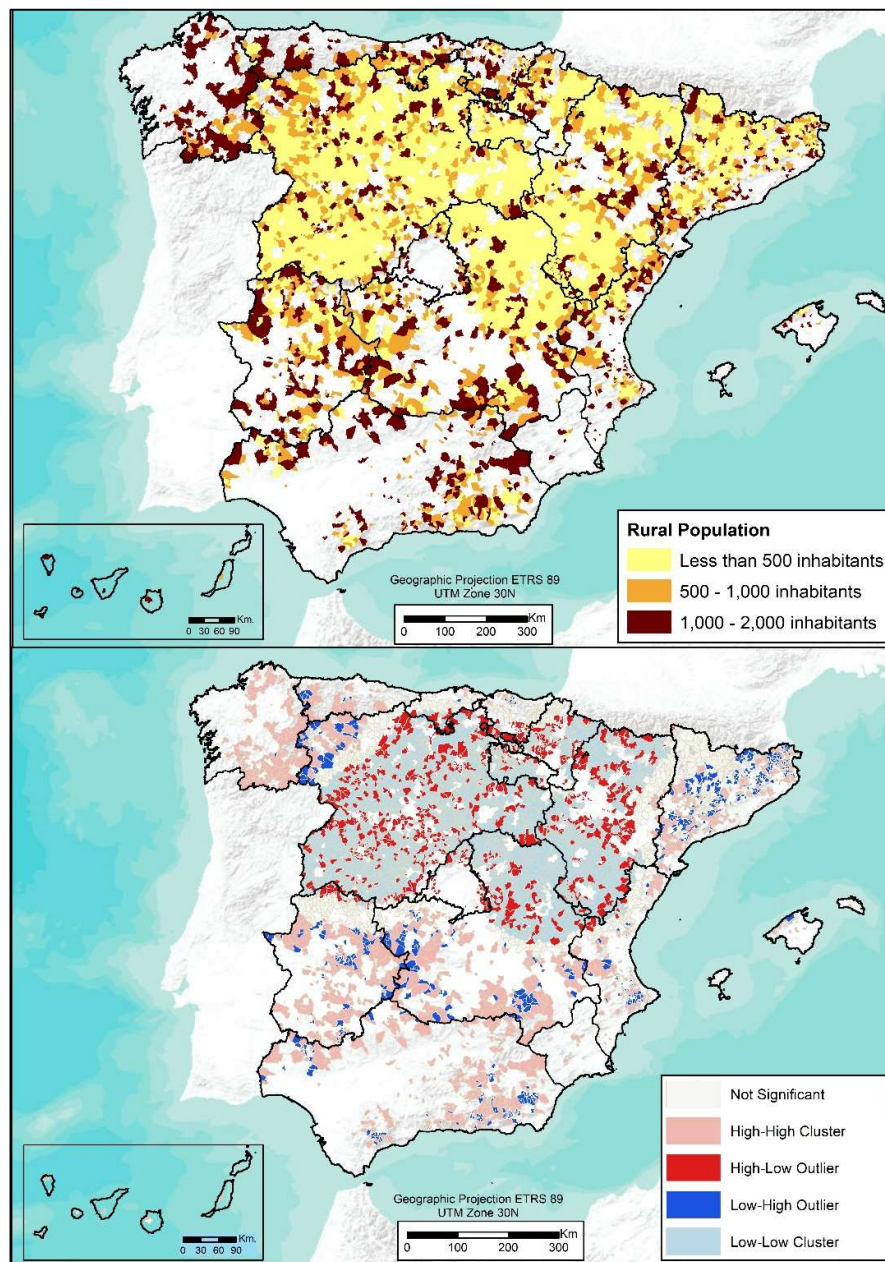 Rural Population
Less than 500 inhabitants
500 - 1,000 inhabitants
1,000 - 2,000 inhabitants
Geographic Projection ETRS 89
UTM Zone 30N
Km
0 100 200 300
Km.
0 30 60 90
Not Significant
High-High Cluster
High-Low Outlier
Low-High Outlier
Low-Low Cluster
Geographic Projection ETRS 89
UTM Zone 30N
Km
0 100 200 300
Km.
0 30 60 90